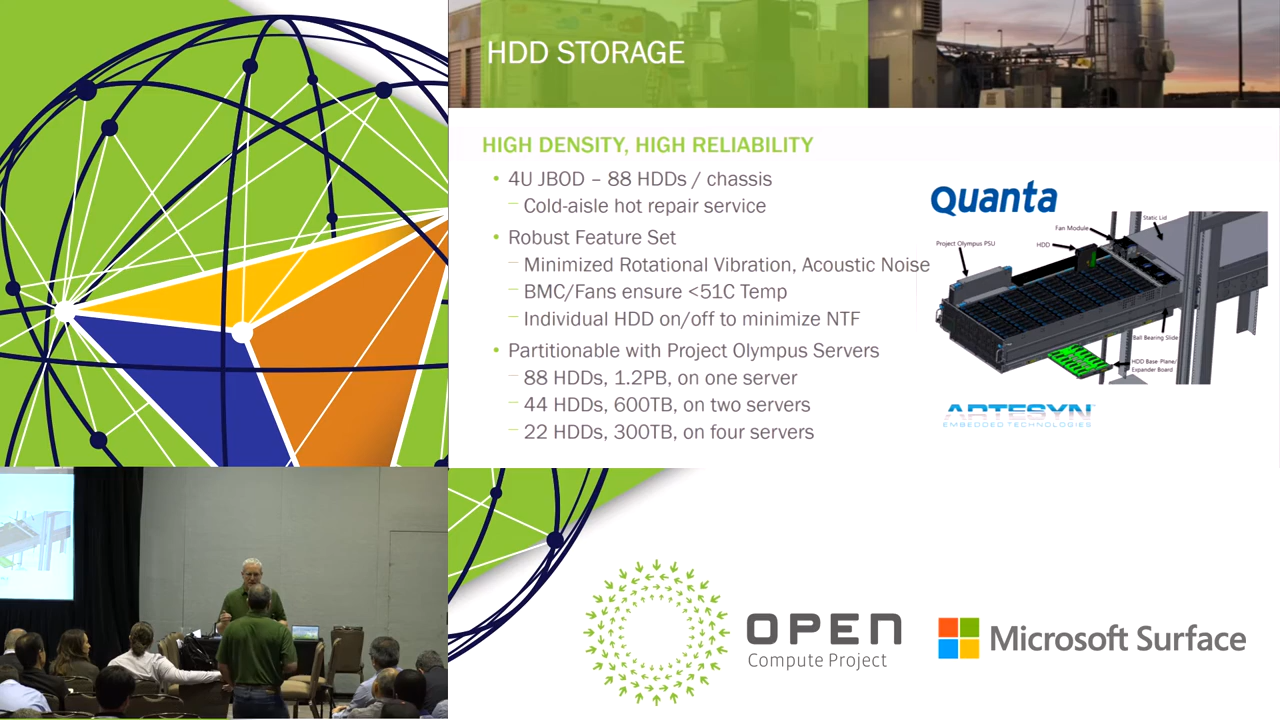 HDD STORAGE
HIGH DENSITY, HIGH RELIABILITY
• 4U JBOD – 88 HDDs / chassis
– Cold-aisle hot repair service
• Robust Feature Set
– Minimized Rotational Vibration, Acoustic Noise
– BMC/Fans ensure <51C Temp
– Individual HDD on/off to minimize NTF
• Partitionable with Project Olympus Servers
– 88 HDDs, 1.2PB, on one server
– 44 HDDs, 600TB, on two servers
– 22 HDDs, 300TB, on four servers
Quanta
Static Lid
Fan Module
Project Olympus PSU
HDD
Ball Bearing Slide
HDD Base-Plane/
Expander Board
ARTESYN
EMBEDDED TECHNOLOGIES
OPEN
Compute Project
Microsoft Surface